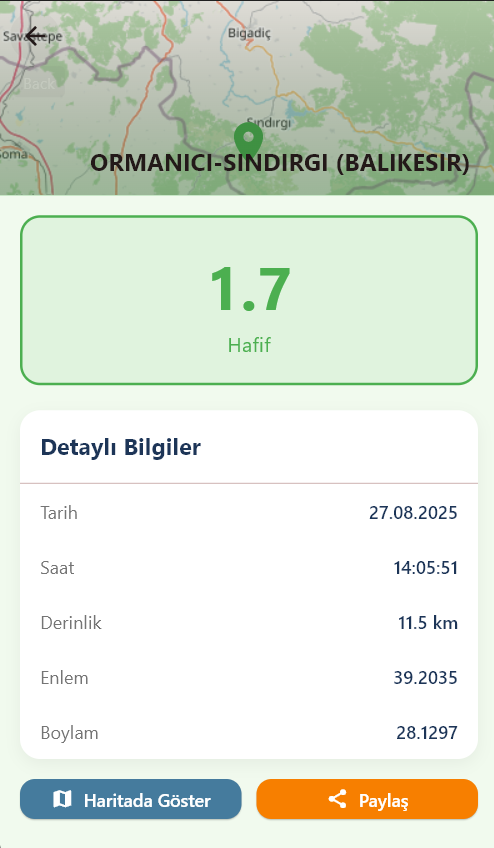 Savaştepe
Bigadiç
Back
Sındırgı
Soma
ORMANICI-SINDIRGI (BALIKESIR)
1.7
Hafif
Detaylı Bilgiler
Tarih 27.08.2025
Saat 14:05:51
Derinlik 11.5 km
Enlem 39.2035
Boylam 28.1297
Haritada Göster Paylaş